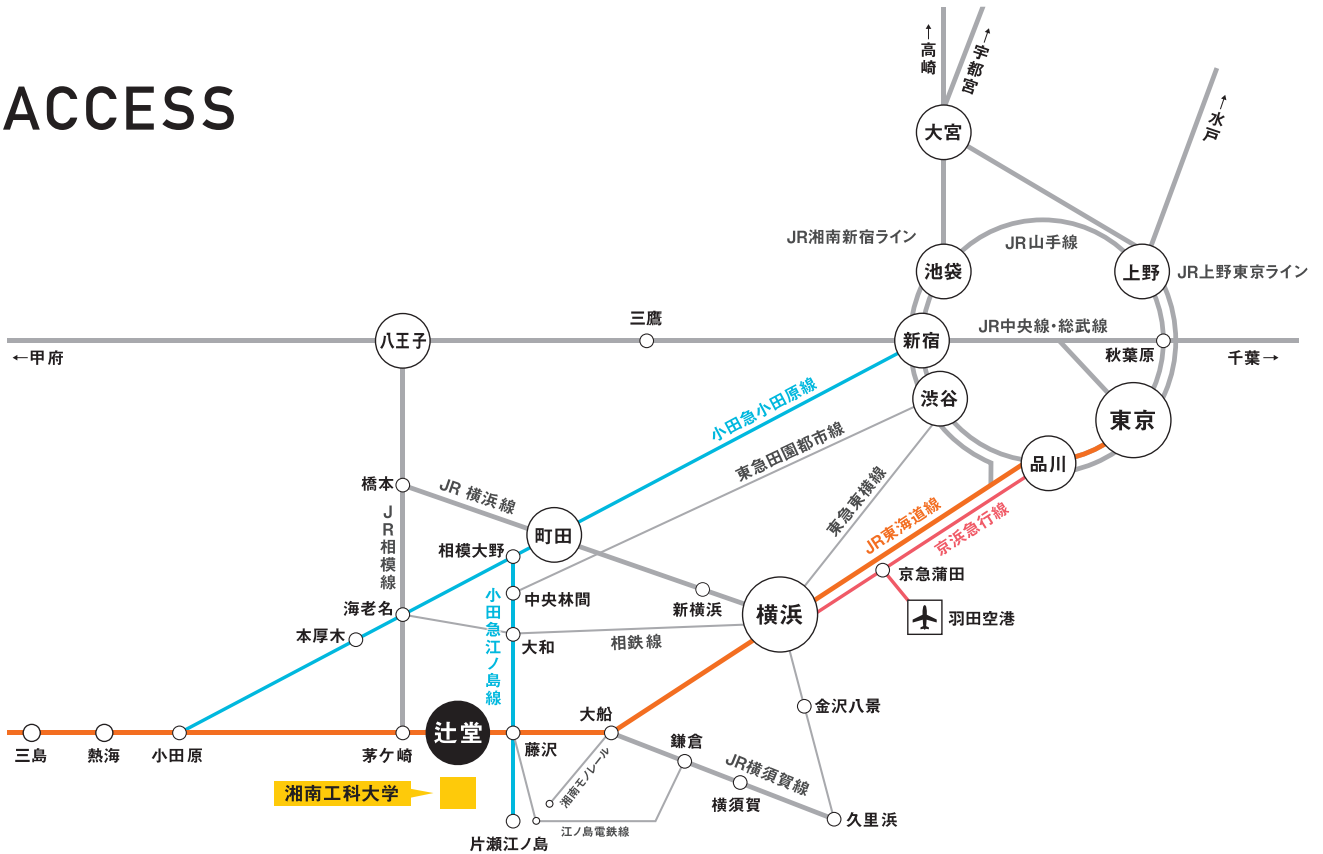 ACCESS
↑高崎
↑宇都宮
↑水戸
大宮
JR湘南新宿ライン
池袋
JR山手線
上野
JR上野東京ライン
三鷹
八王子
新宿
JR中央線・総武線
秋葉原
←甲府
千葉→
渋谷
東京
小田急小田原線
東急田園都市線
品川
橋本
JR横浜線
JR相模線
東急東横線
JR東海道線
京浜急行線
町田
相模大野
京急蒲田
中央林間
小田急江ノ島線
海老名
新横浜
横浜
羽田空港
本厚木
大和
相鉄線
金沢八景
大船
辻堂
三島
熱海
小田原
茅ケ崎
藤沢
鎌倉
湘南モノレール
JR横須賀線
湘南工科大学
横須賀
久里浜
江ノ島電鉄線
片瀬江ノ島